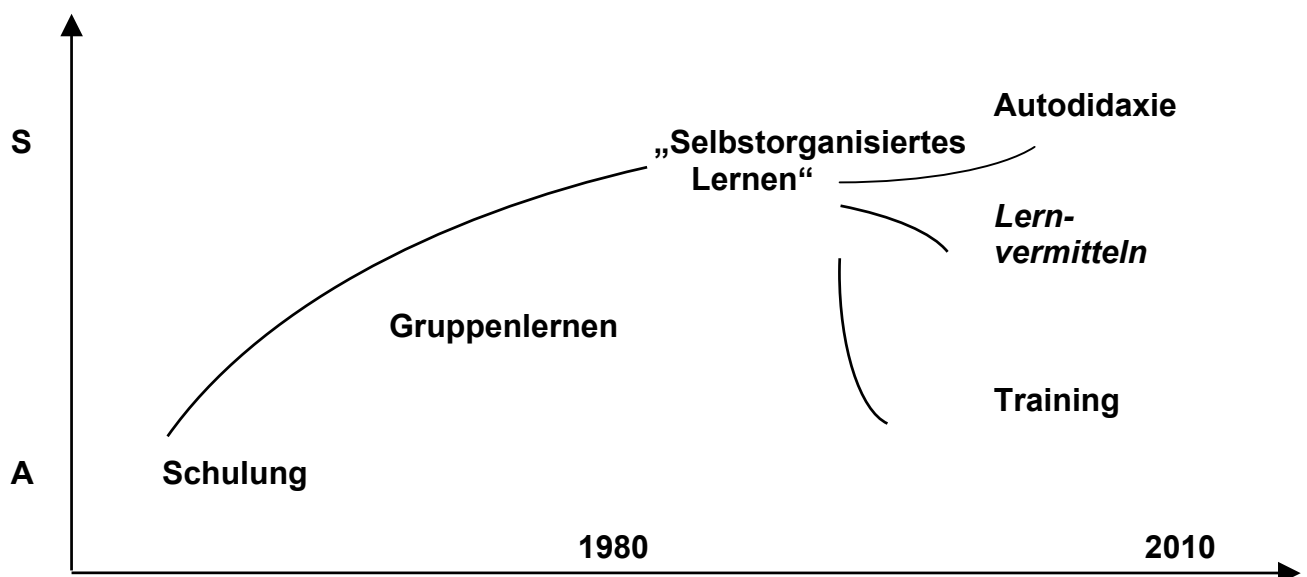 Autodidaxie
S
„Selbstorganisiertes
Lernen“
Lern-
vermitteln
Gruppenlernen
Training
A
Schulung
1980
2010